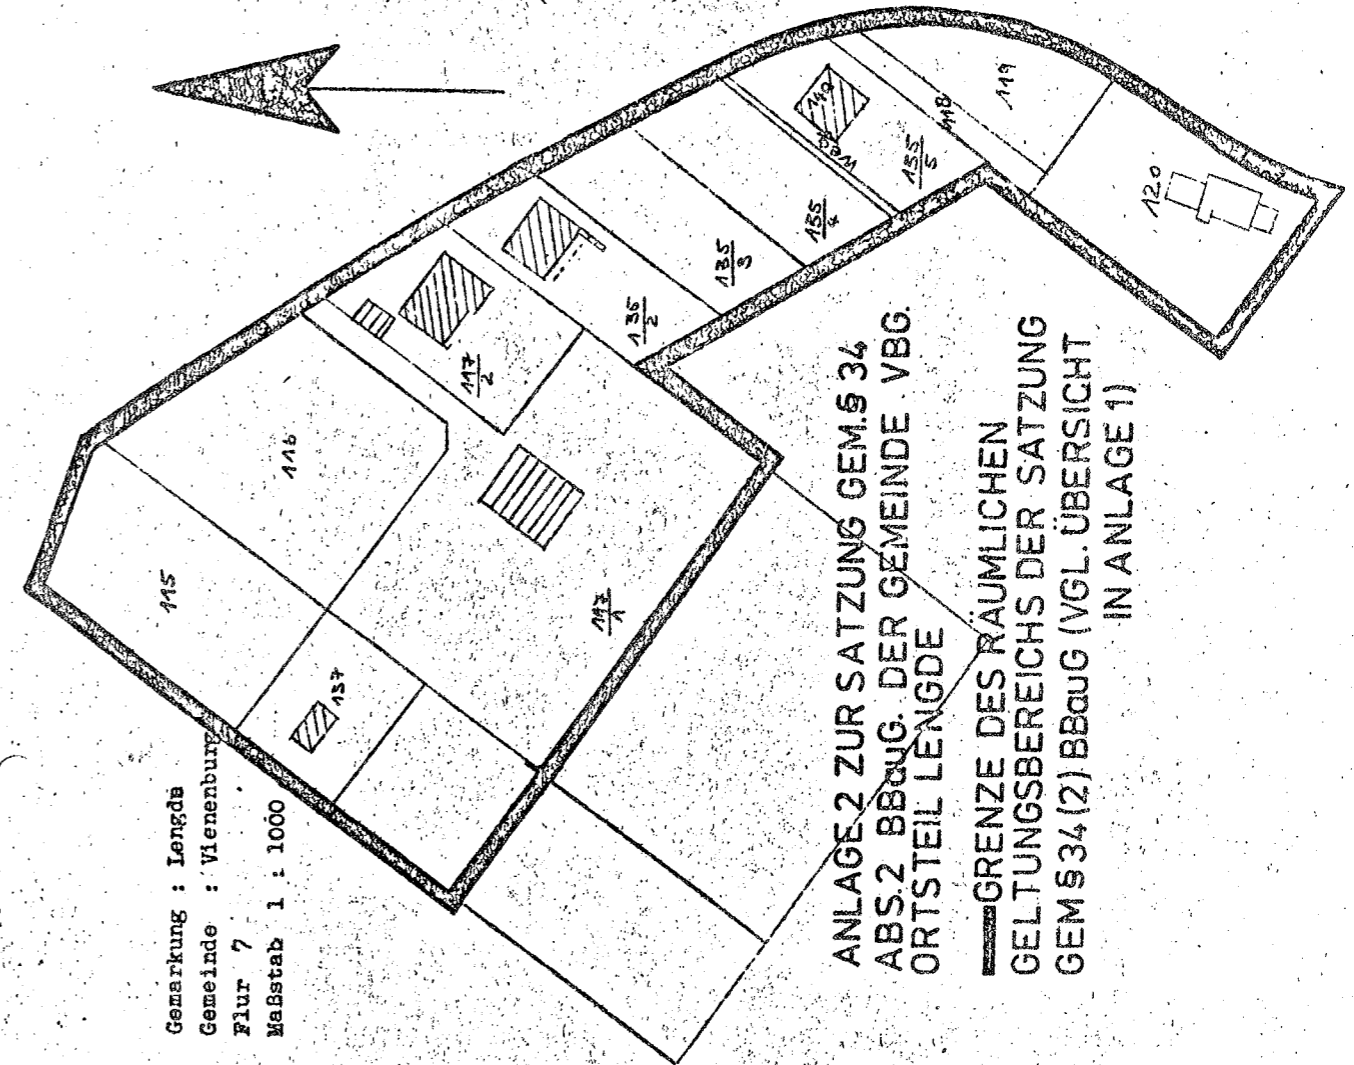 Gemarkung : Lengde
Gemeinde : Vienenburg
Flur 7
Maßstab 1 : 1000
115
116
137
117/1
117/2
136/2
135/3
135/4
135/5
Weg
140
118
119
120
ANLAGE 2 ZUR SATZUNG GEM. § 34
ABS. 2 BBauG. DER GEMEINDE VBG.
ORTSTEIL LENGDE
GRENZE DES RÄUMLICHEN
GELTUNGSBEREICHS DER SATZUNG
GEM § 34 (2) BBauG (VGL. ÜBERSICHT
IN ANLAGE 1)